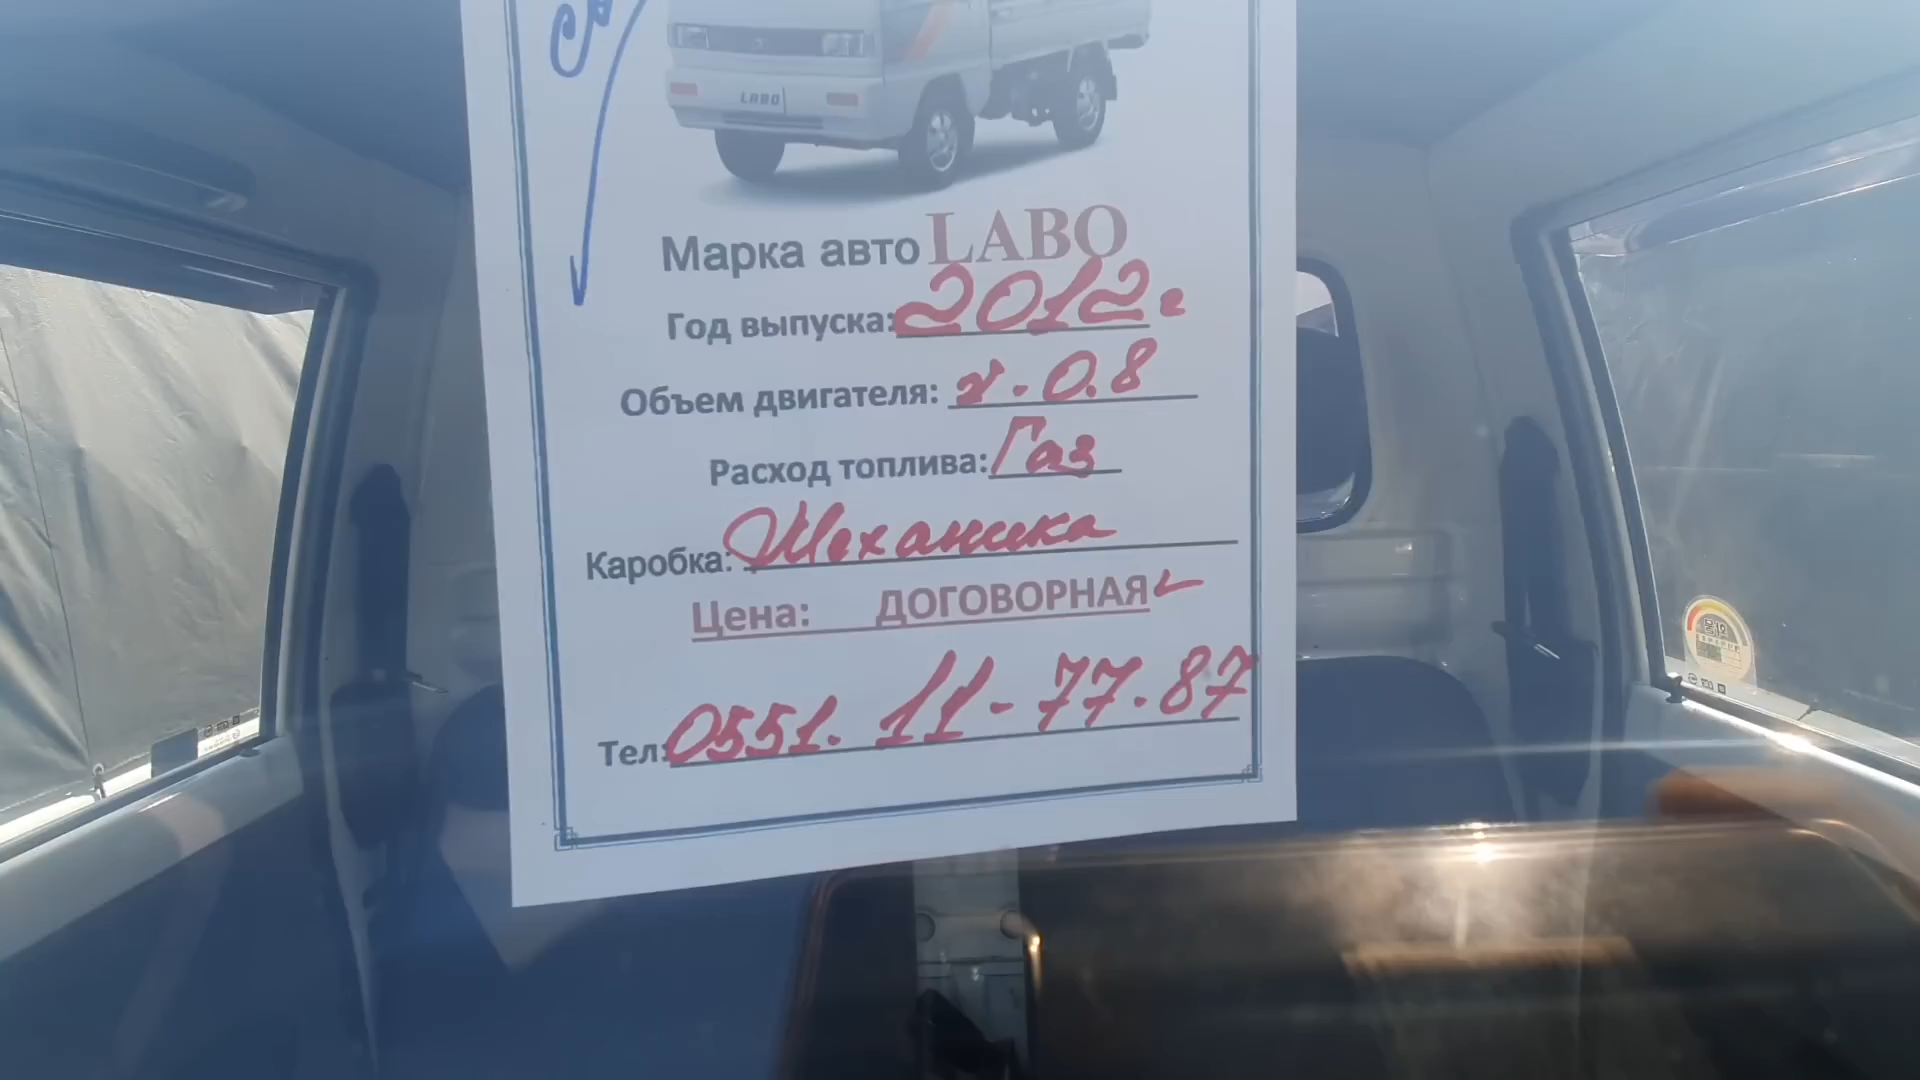 LABO
Марка авто LABO
Год выпуска: 2012 г
Объем двигателя: v. 0.8
Расход топлива: Газ
Каробка: Механика
Цена: ДОГОВОРНАЯ
Тел: 0551. 11-77.87